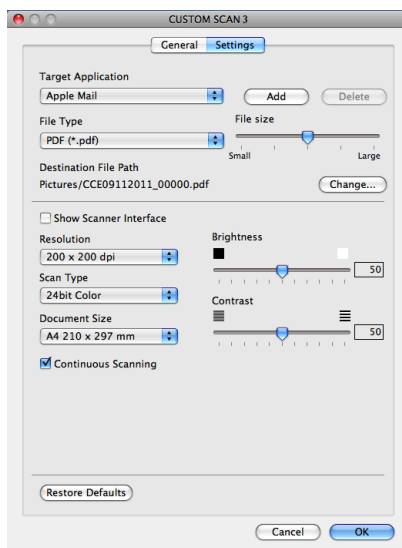 CUSTOM SCAN 3
General Settings
Target Application
Apple Mail Add Delete
File Type File size
PDF (*.pdf)
Small Large
Destination File Path
Pictures/CCE09112011_00000.pdf Change...
Show Scanner Interface
Resolution Brightness
200 x 200 dpi
50
Scan Type
24bit Color
Contrast
Document Size
A4 210 x 297 mm 50
Continuous Scanning
Restore Defaults
Cancel OK